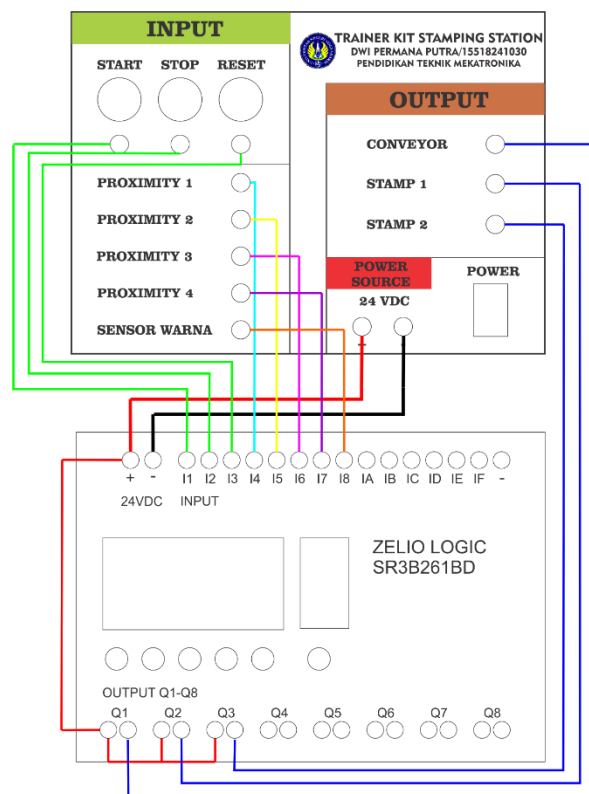 INPUT
START STOP RESET
PROXIMITY 1
PROXIMITY 2
PROXIMITY 3
PROXIMITY 4
SENSOR WARNA
TRAINER KIT STAMPING STATION
DWI PERMANA PUTRA/15518241030
PENDIDIKAN TEKNIK MEKATRONIKA
OUTPUT
CONVEYOR
STAMP 1
STAMP 2
POWER
SOURCE
24 VDC
+ -
POWER
+ - I1 I2 I3 I4 I5 I6 I7 I8 IA IB IC ID IE IF -
24VDC INPUT
ZELIO LOGIC
SR3B261BD
OUTPUT Q1-Q8
Q1 Q2 Q3 Q4 Q5 Q6 Q7 Q8